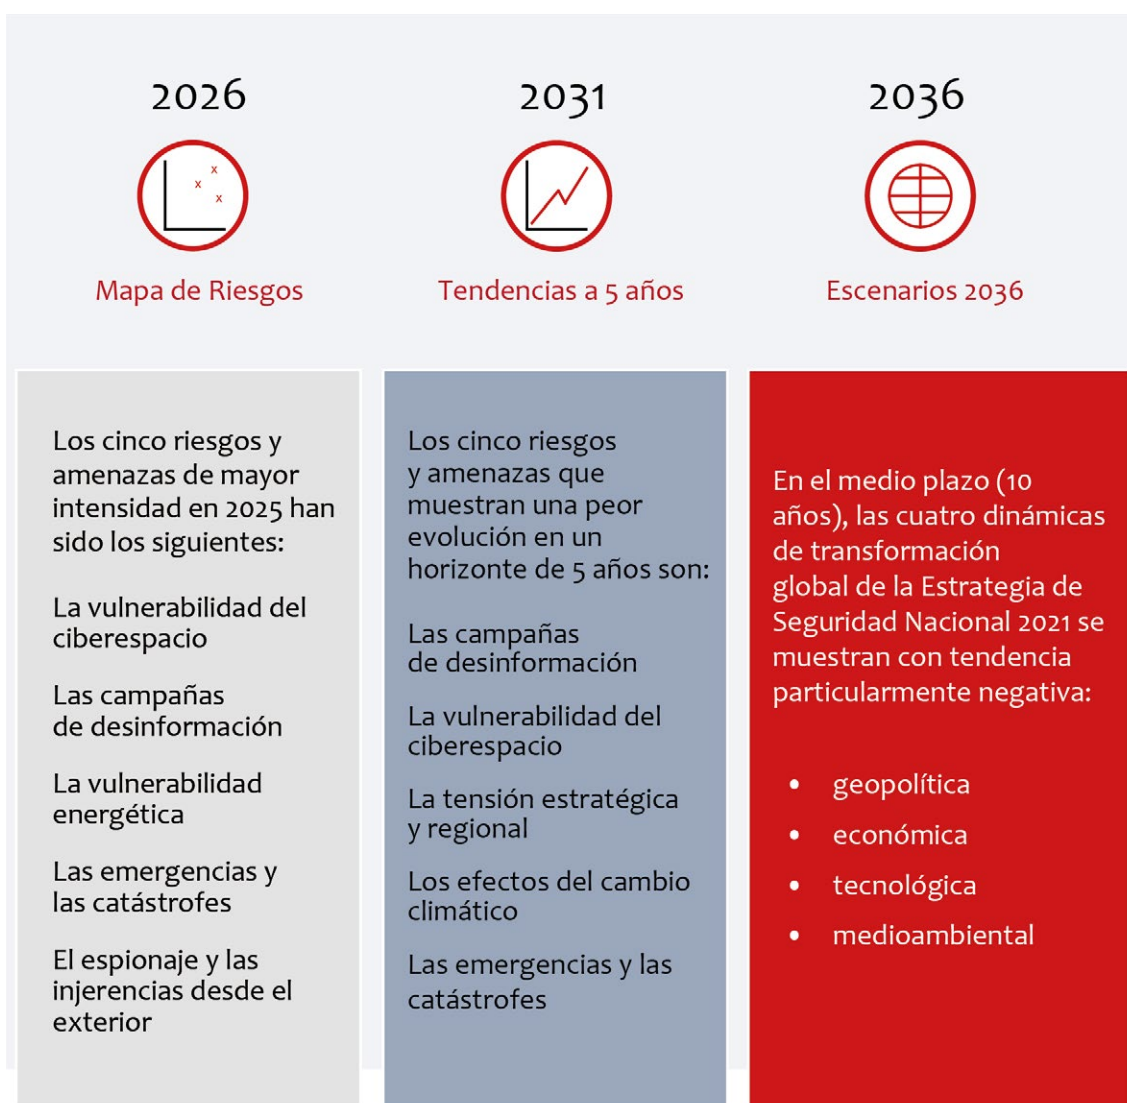 2026
Mapa de Riesgos
Los cinco riesgos y
amenazas de mayor
intensidad en 2025 han
sido los siguientes:
La vulnerabilidad del
ciberespacio
Las campañas
de desinformación
La vulnerabilidad
energética
Las emergencias y
las catástrofes
El espionaje y las
injerencias desde el
exterior
2031
Tendencias a 5 años
Los cinco riesgos
y amenazas que
muestran una peor
evolución en un
horizonte de 5 años son:
Las campañas
de desinformación
La vulnerabilidad del
ciberespacio
La tensión estratégica
y regional
Los efectos del cambio
climático
Las emergencias y las
catástrofes
2036
Escenarios 2036
En el medio plazo (10
años), las cuatro dinámicas
de transformación
global de la Estrategia de
Seguridad Nacional 2021 se
muestran con tendencia
particularmente negativa:
• geopolítica
• económica
• tecnológica
• medioambiental